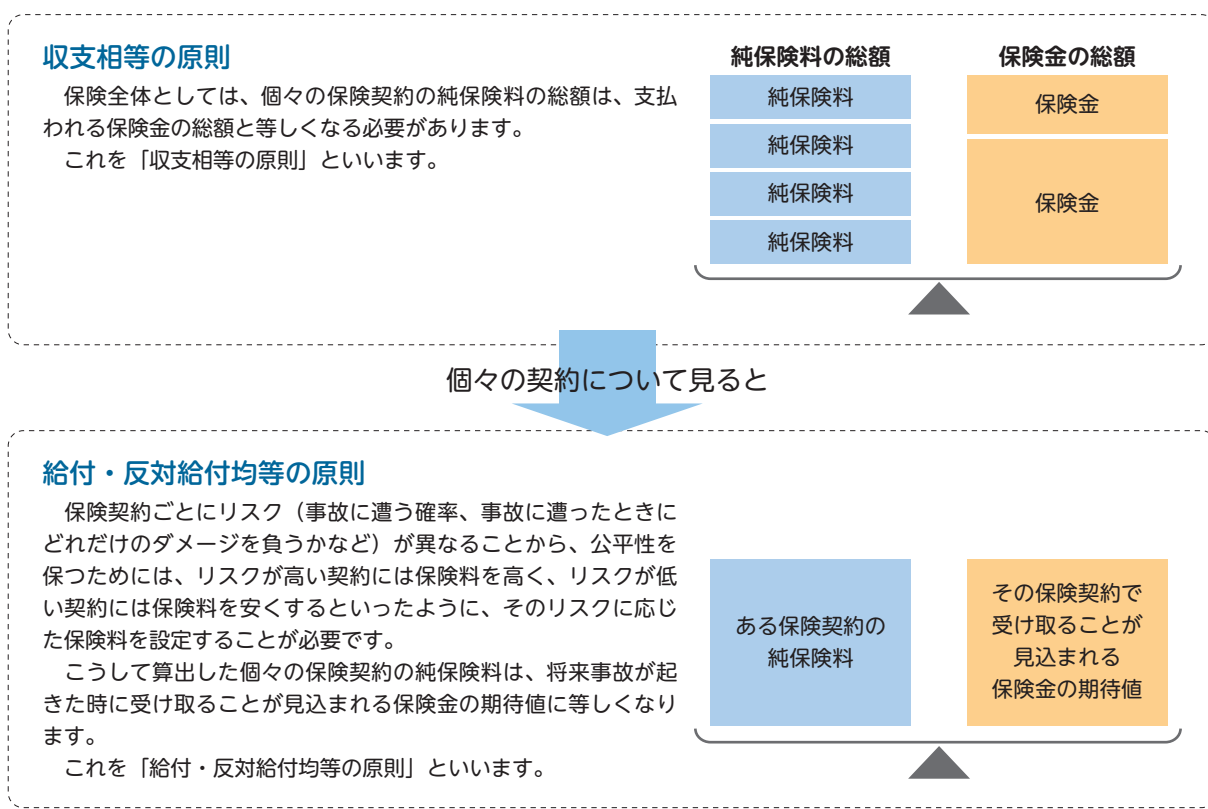 収支相等の原則
　保険全体としては、個々の保険契約の純保険料の総額は、支払
われる保険金の総額と等しくなる必要があります。
　これを「収支相等の原則」といいます。
純保険料の総額
純保険料
純保険料
純保険料
純保険料
保険金の総額
保険金
保険金
個々の契約について見ると
給付・反対給付均等の原則
　保険契約ごとにリスク（事故に遭う確率、事故に遭ったときに
どれだけのダメージを負うかなど）が異なることから、公平性を
保つためには、リスクが高い契約には保険料を高く、リスクが低
い契約には保険料を安くするといったように、そのリスクに応じ
た保険料を設定することが必要です。
　こうして算出した個々の保険契約の純保険料は、将来事故が起
きた時に受け取ることが見込まれる保険金の期待値に等しくなり
ます。
　これを「給付・反対給付均等の原則」といいます。
ある保険契約の
純保険料
その保険契約で
受け取ることが
見込まれる
保険金の期待値